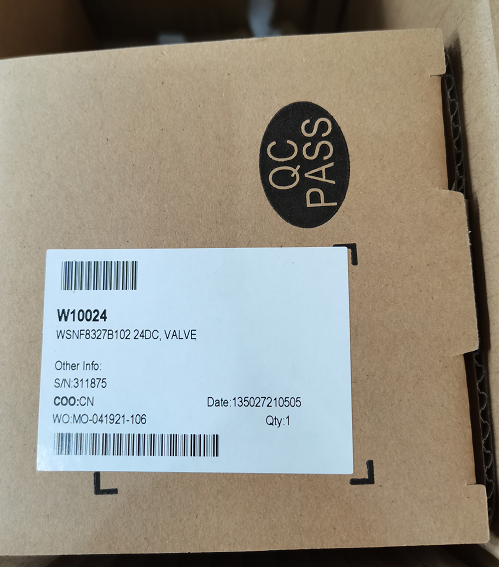 QC
PASS
W10024
WSNF8327B102 24DC, VALVE
Other Info:
S/N:311875
COO:CN
Date:135027210505
WO:MO-041921-106
Qty:1